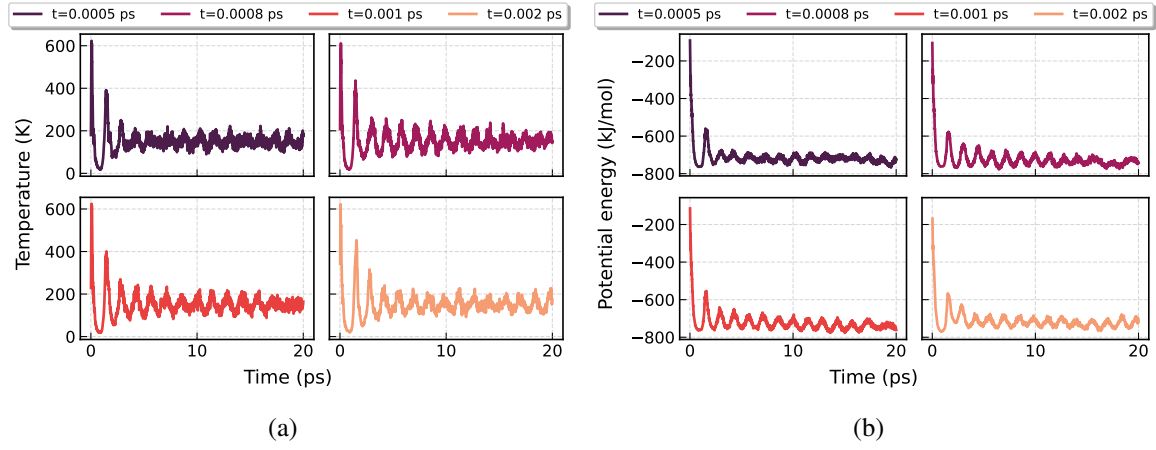 t=0.0005 ps t=0.0008 ps t=0.001 ps t=0.002 ps
600
400
200
0
600
400
200
0
Temperature (K)
0 10 20 0 10 20
Time (ps)
(a)
t=0.0005 ps t=0.0008 ps t=0.001 ps t=0.002 ps
−200
−400
−600
−800
−200
−400
−600
−800
Potential energy (kJ/mol)
0 10 20 0 10 20
Time (ps)
(b)